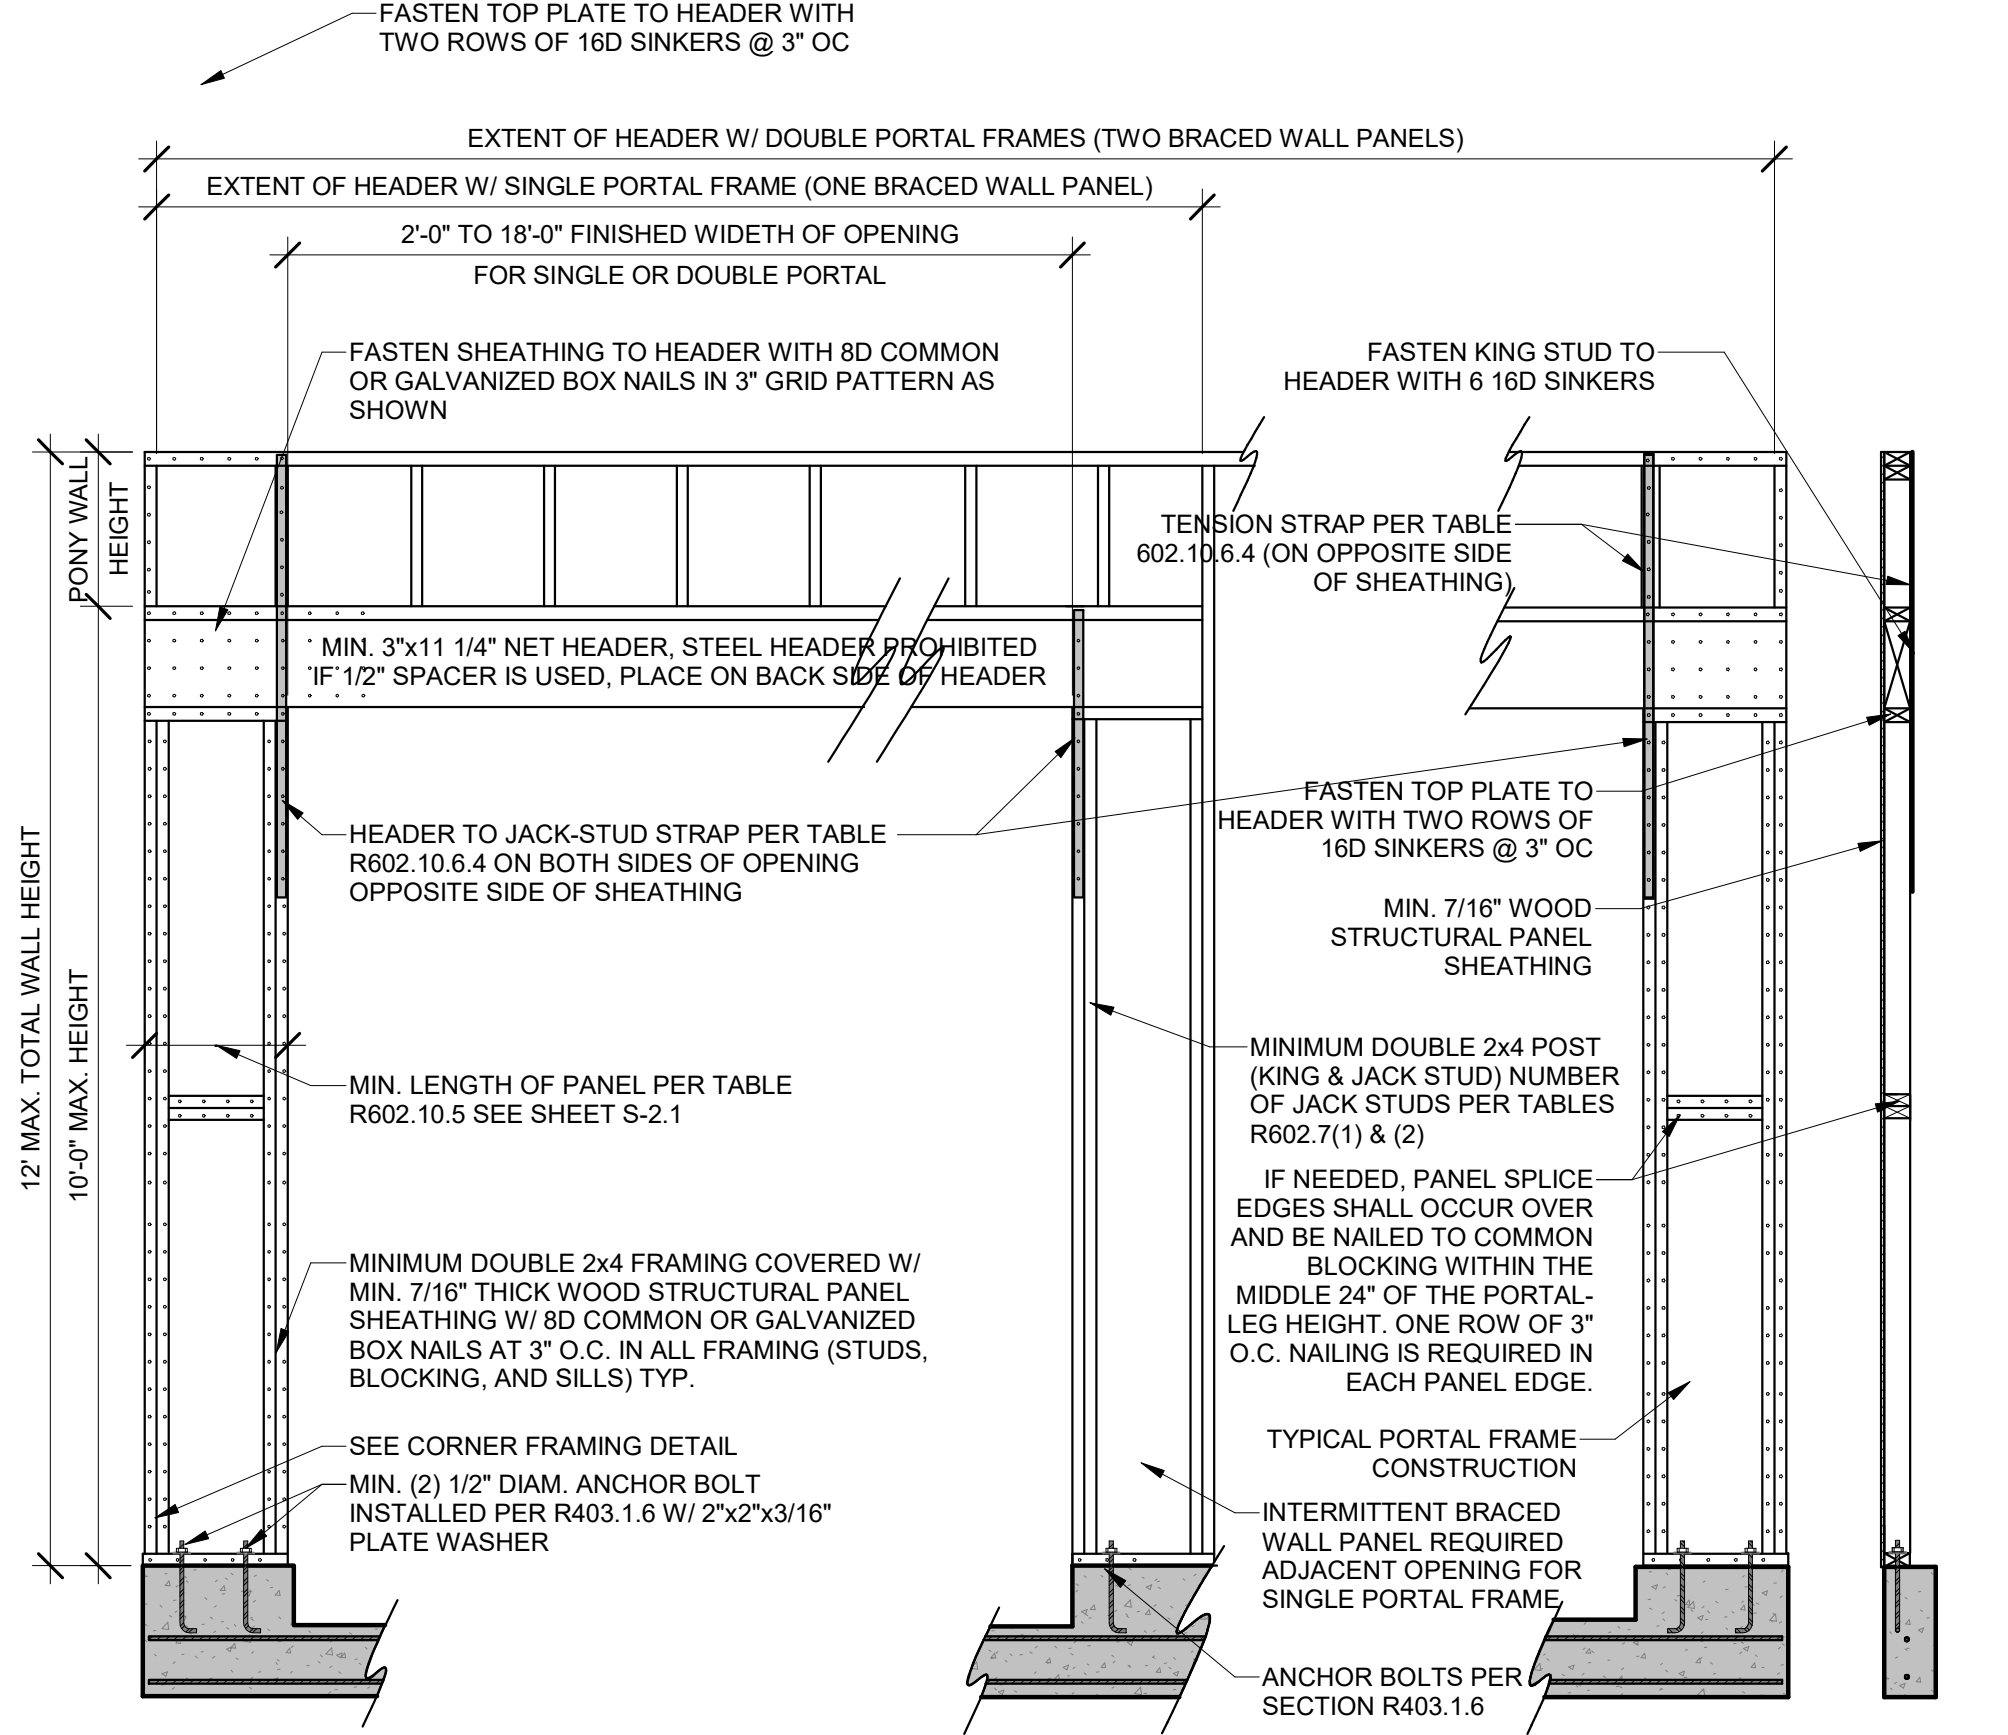 FASTEN TOP PLATE TO HEADER WITH
TWO ROWS OF 16D SINKERS @ 3" OC
EXTENT OF HEADER W/ DOUBLE PORTAL FRAMES (TWO BRACED WALL PANELS)
EXTENT OF HEADER W/ SINGLE PORTAL FRAME (ONE BRACED WALL PANEL)
2'-0" TO 18'-0" FINISHED WIDETH OF OPENING
FOR SINGLE OR DOUBLE PORTAL
FASTEN SHEATHING TO HEADER WITH 8D COMMON
OR GALVANIZED BOX NAILS IN 3" GRID PATTERN AS
SHOWN
FASTEN KING STUD TO
HEADER WITH 6 16D SINKERS
PONY WALL
HEIGHT
TENSION STRAP PER TABLE
602.10.6.4 (ON OPPOSITE SIDE
OF SHEATHING)
MIN. 3"x11 1/4" NET HEADER, STEEL HEADER PROHIBITED
IF 1/2" SPACER IS USED, PLACE ON BACK SIDE OF HEADER
12' MAX. TOTAL WALL HEIGHT
10'-0" MAX. HEIGHT
HEADER TO JACK-STUD STRAP PER TABLE
R602.10.6.4 ON BOTH SIDES OF OPENING
OPPOSITE SIDE OF SHEATHING
FASTEN TOP PLATE TO
HEADER WITH TWO ROWS OF
16D SINKERS @ 3" OC
MIN. 7/16" WOOD
STRUCTURAL PANEL
SHEATHING
MIN. LENGTH OF PANEL PER TABLE
R602.10.5 SEE SHEET S-2.1
MINIMUM DOUBLE 2x4 POST
(KING & JACK STUD) NUMBER
OF JACK STUDS PER TABLES
R602.7(1) & (2)
IF NEEDED, PANEL SPLICE
EDGES SHALL OCCUR OVER
AND BE NAILED TO COMMON
BLOCKING WITHIN THE
MIDDLE 24" OF THE PORTAL-
LEG HEIGHT. ONE ROW OF 3"
O.C. NAILING IS REQUIRED IN
EACH PANEL EDGE.
MINIMUM DOUBLE 2x4 FRAMING COVERED W/
MIN. 7/16" THICK WOOD STRUCTURAL PANEL
SHEATHING W/ 8D COMMON OR GALVANIZED
BOX NAILS AT 3" O.C. IN ALL FRAMING (STUDS,
BLOCKING, AND SILLS) TYP.
SEE CORNER FRAMING DETAIL
MIN. (2) 1/2" DIAM. ANCHOR BOLT
INSTALLED PER R403.1.6 W/ 2"x2"x3/16"
PLATE WASHER
TYPICAL PORTAL FRAME
CONSTRUCTION
INTERMITTENT BRACED
WALL PANEL REQUIRED
ADJACENT OPENING FOR
SINGLE PORTAL FRAME
ANCHOR BOLTS PER
SECTION R403.1.6